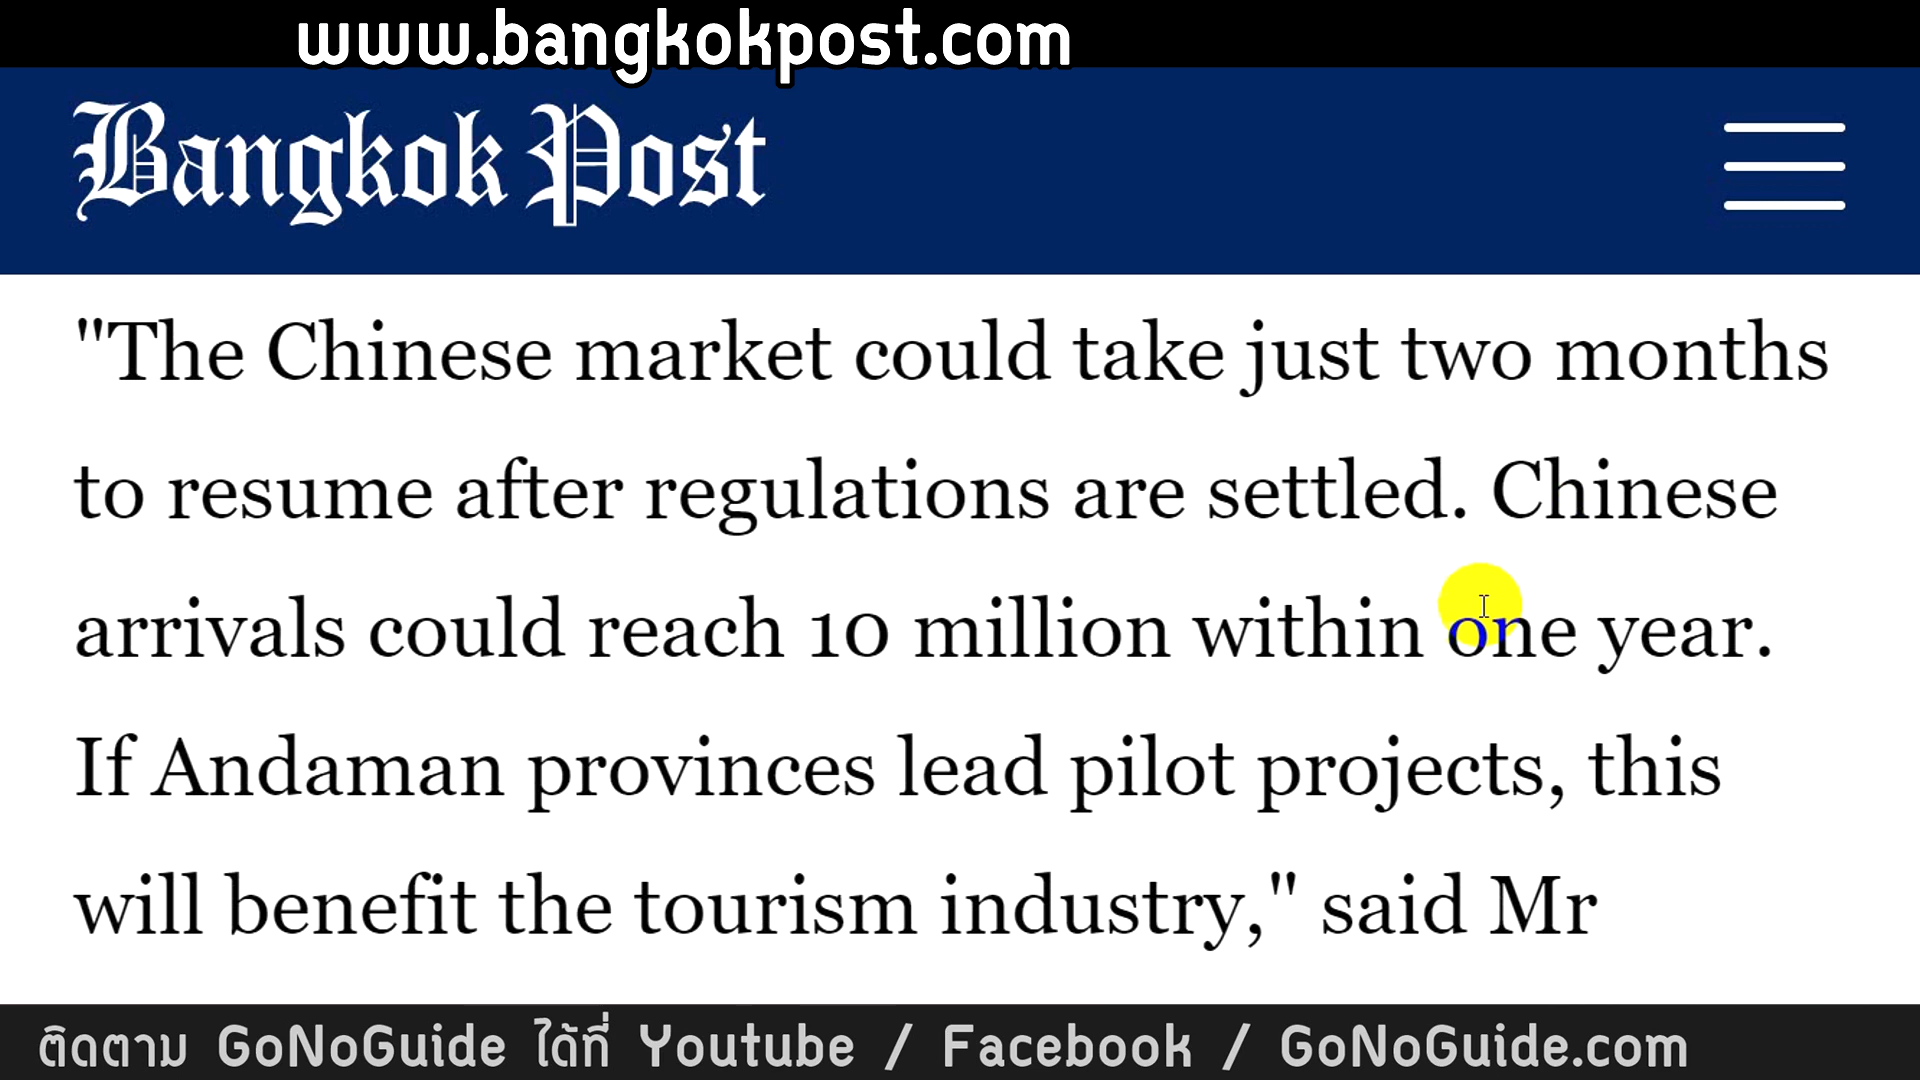 www.bangkokpost.com
Bangkok Post
"The Chinese market could take just two months
to resume after regulations are settled. Chinese
arrivals could reach 10 million within one year.
If Andaman provinces lead pilot projects, this
will benefit the tourism industry," said Mr
ติดตาม GoNoGuide ได้ที่ Youtube / Facebook / GoNoGuide.com